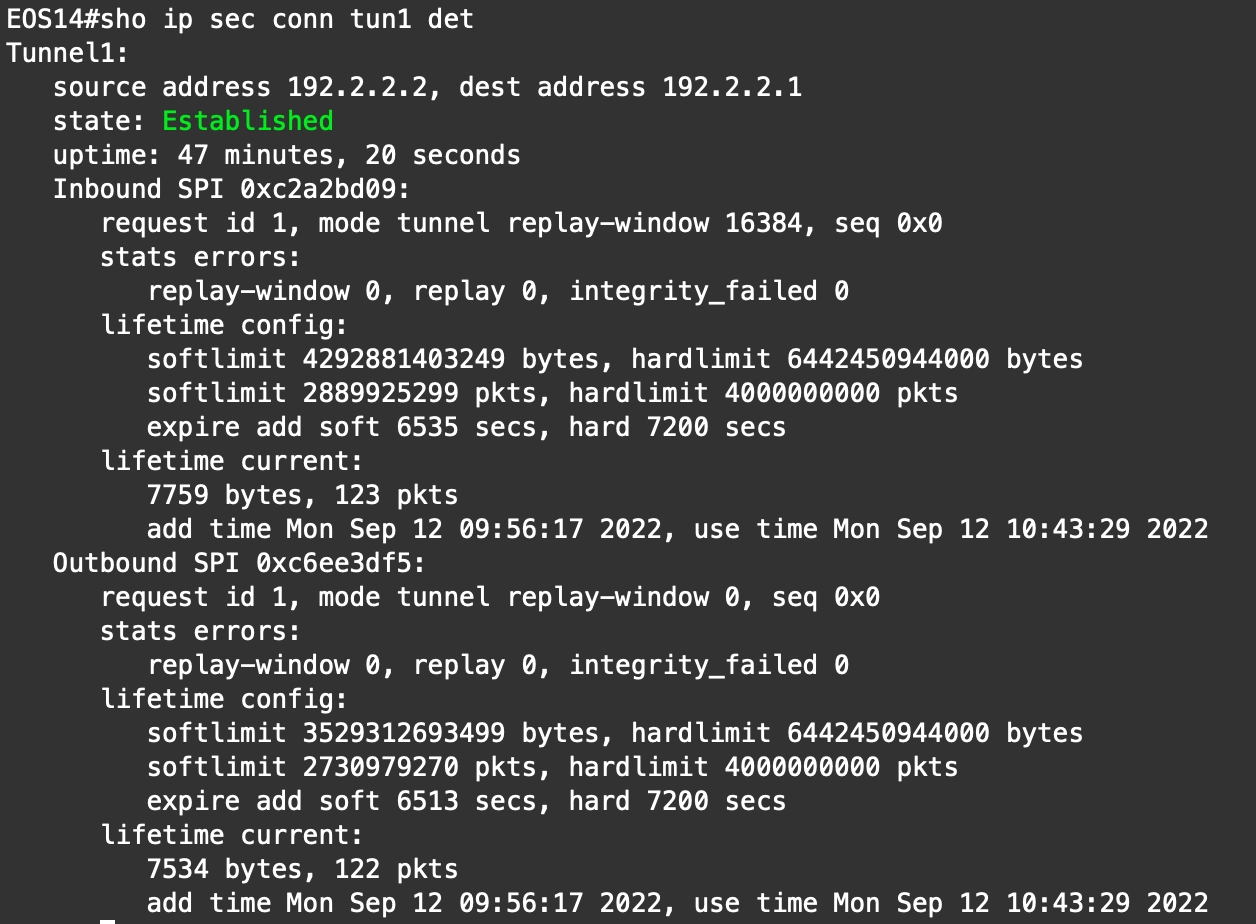 EOS14#sho ip sec conn tun1 det
Tunnel1:
   source address 192.2.2.2, dest address 192.2.2.1
   state: Established
   uptime: 47 minutes, 20 seconds
   Inbound SPI 0xc2a2bd09:
      request id 1, mode tunnel replay-window 16384, seq 0x0
      stats errors:
         replay-window 0, replay 0, integrity_failed 0
      lifetime config:
         softlimit 4292881403249 bytes, hardlimit 6442450944000 bytes
         softlimit 2889925299 pkts, hardlimit 4000000000 pkts
         expire add soft 6535 secs, hard 7200 secs
      lifetime current:
         7759 bytes, 123 pkts
         add time Mon Sep 12 09:56:17 2022, use time Mon Sep 12 10:43:29 2022
   Outbound SPI 0xc6ee3df5:
      request id 1, mode tunnel replay-window 0, seq 0x0
      stats errors:
         replay-window 0, replay 0, integrity_failed 0
      lifetime config:
         softlimit 3529312693499 bytes, hardlimit 6442450944000 bytes
         softlimit 2730979270 pkts, hardlimit 4000000000 pkts
         expire add soft 6513 secs, hard 7200 secs
      lifetime current:
         7534 bytes, 122 pkts
         add time Mon Sep 12 09:56:17 2022, use time Mon Sep 12 10:43:29 2022